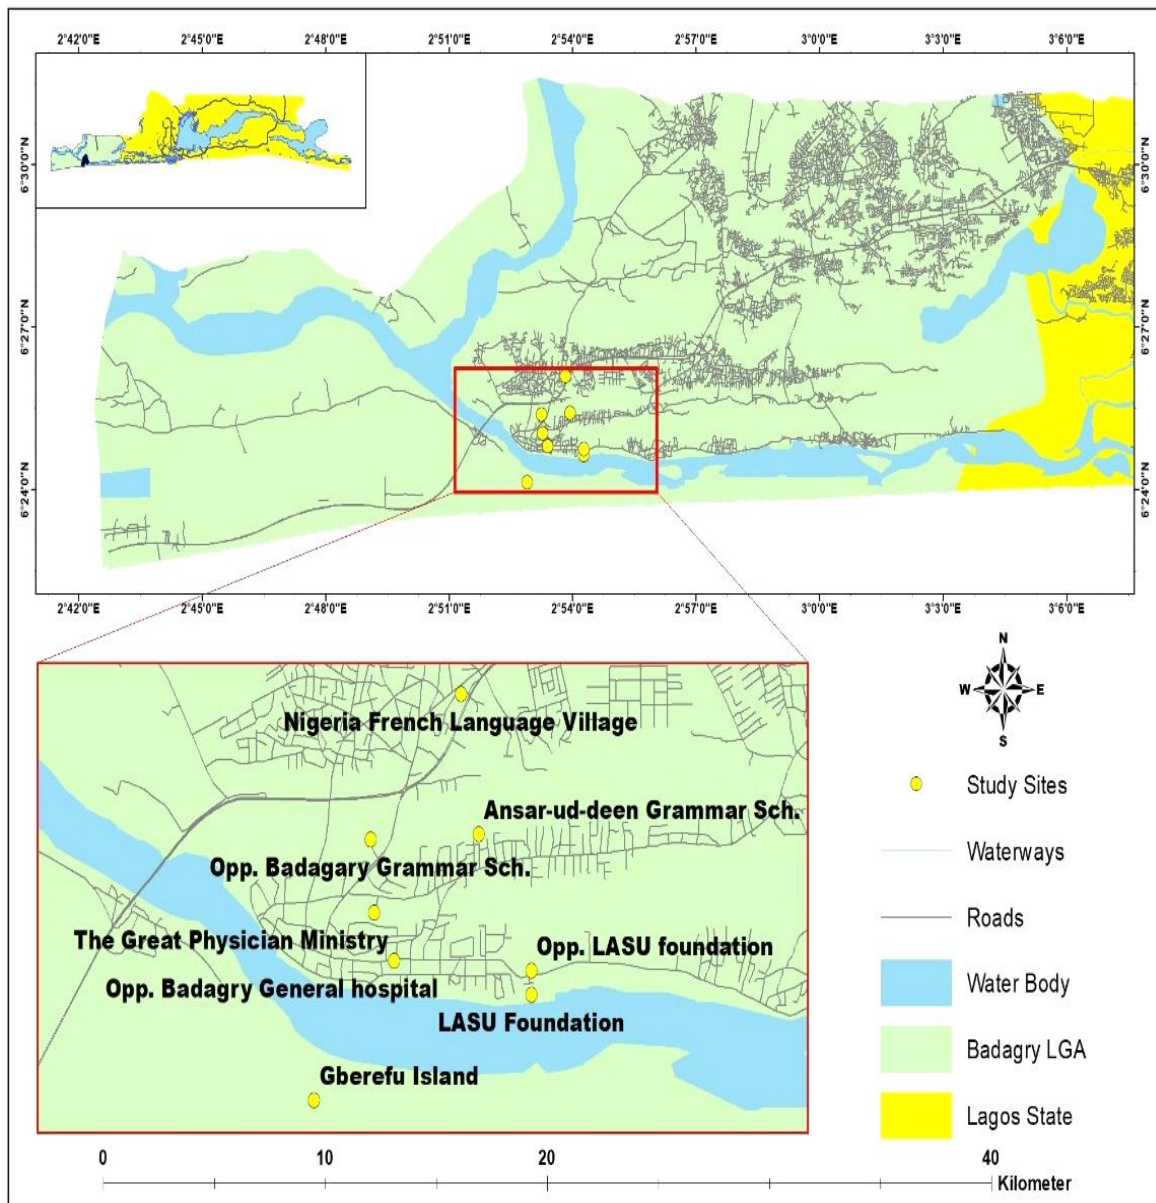 2°42'0"E 2°45'0"E 2°48'0"E 2°51'0"E 2°54'0"E 2°57'0"E 3°0'0"E 3°3'0"E 3°6'0"E
6°30'0"N 6°30'0"N
6°27'0"N 6°27'0"N
6°24'0"N 6°24'0"N
2°42'0"E 2°45'0"E 2°48'0"E 2°51'0"E 2°54'0"E 2°57'0"E 3°0'0"E 3°3'0"E 3°6'0"E
N
W E
S
Nigeria French Language Village
Ansar-ud-deen Grammar Sch.
Opp. Badagary Grammar Sch.
The Great Physician Ministry
Opp. LASU foundation
Opp. Badagry General hospital
LASU Foundation
Gberefu Island
Study Sites
Waterways
Roads
Water Body
Badagry LGA
Lagos State
0 10 20 40
Kilometer